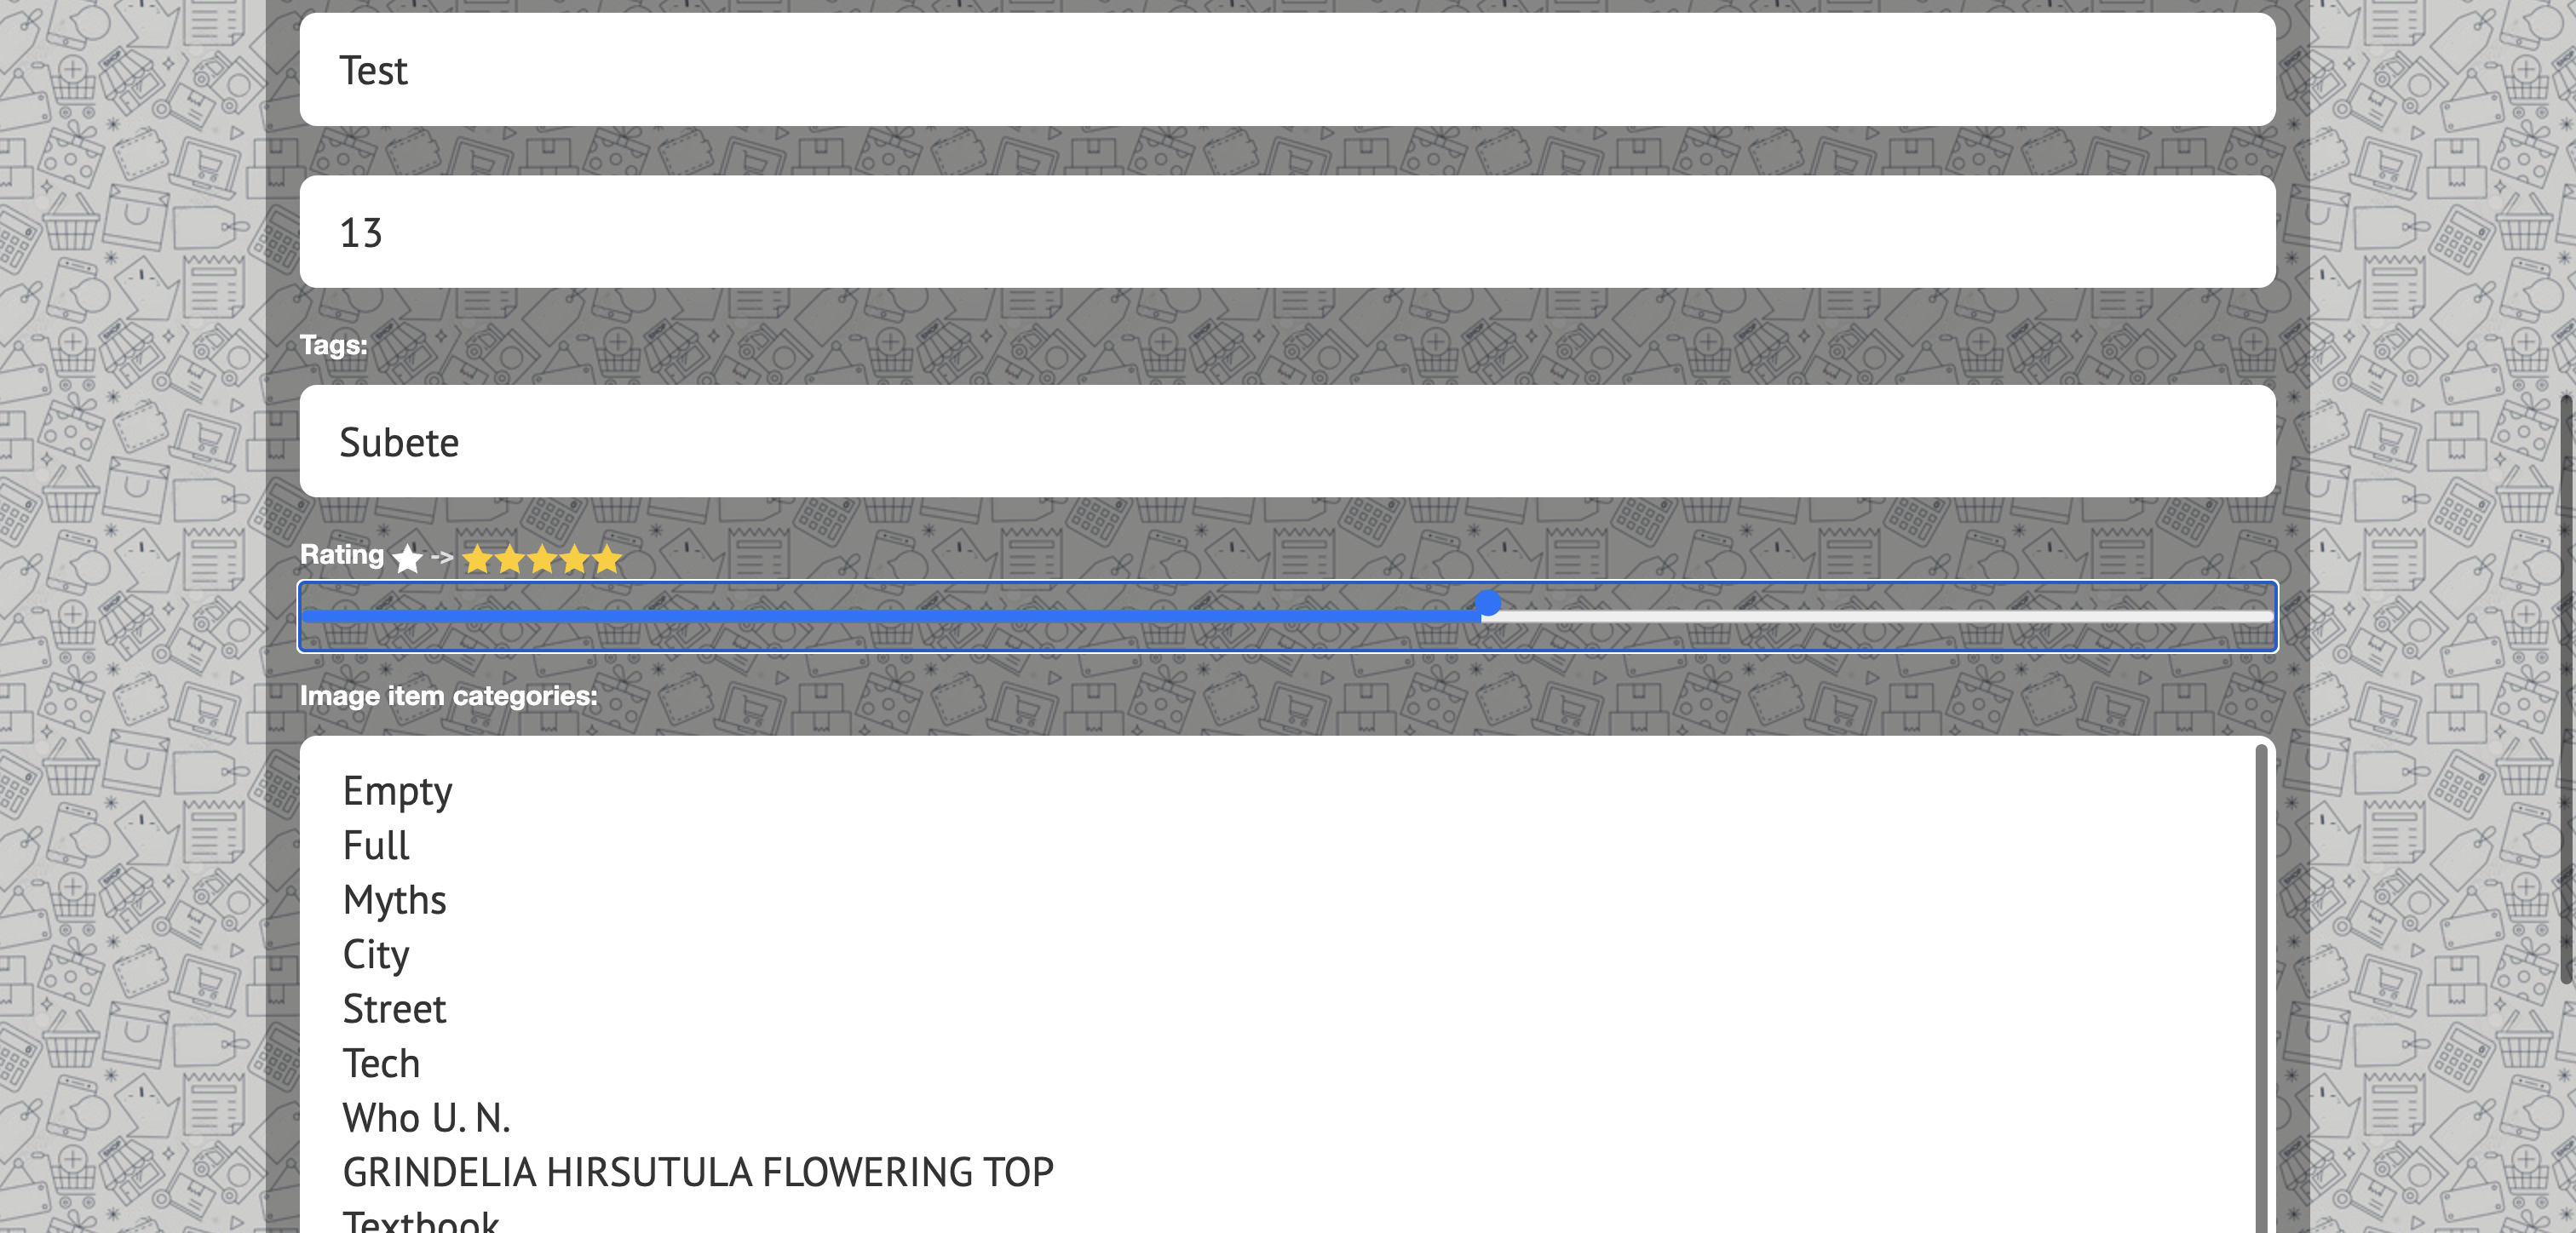 Test
13
Tags:
Subete
Rating ->
Image item categories:
Empty
Full
Myths
City
Street
Tech
Who U. N.
GRINDELIA HIRSUTULA FLOWERING TOP
Textbook